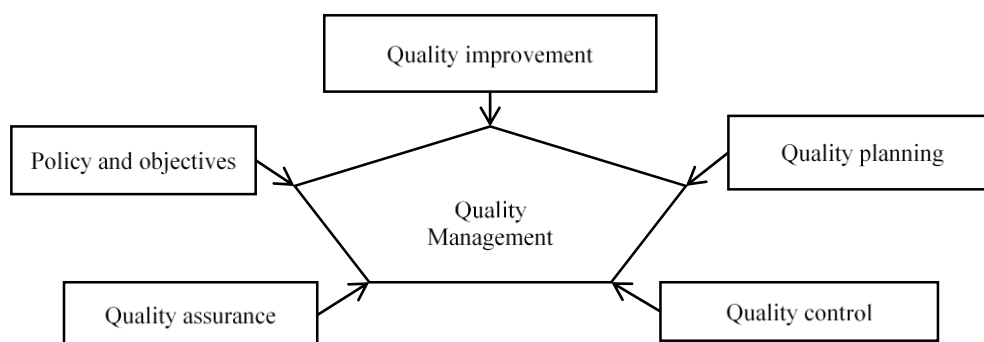 Quality improvement
Policy and objectives
Quality planning
Quality
Management
Quality assurance
Quality control